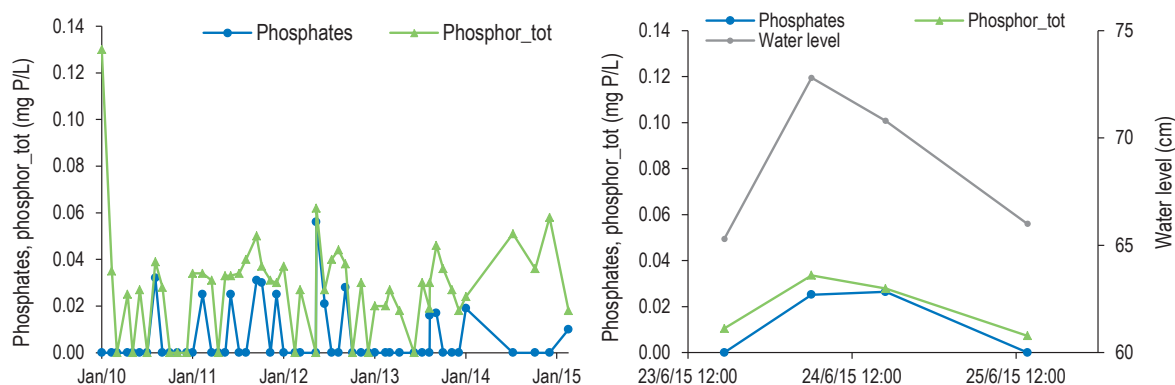 Phosphates, phosphor_tot (mg P/L)
0.14
0.12
0.10
0.08
0.06
0.04
0.02
0.00
Phosphates
Phosphor_tot
Jan/10
Jan/11
Jan/12
Jan/13
Jan/14
Jan/15
Phosphates, phosphor_tot (mg P/L)
0.14
0.12
0.10
0.08
0.06
0.04
0.02
0.00
Phosphates
Phosphor_tot
Water level
75
70
65
60
Water level (cm)
23/6/15 12:00
24/6/15 12:00
25/6/15 12:00